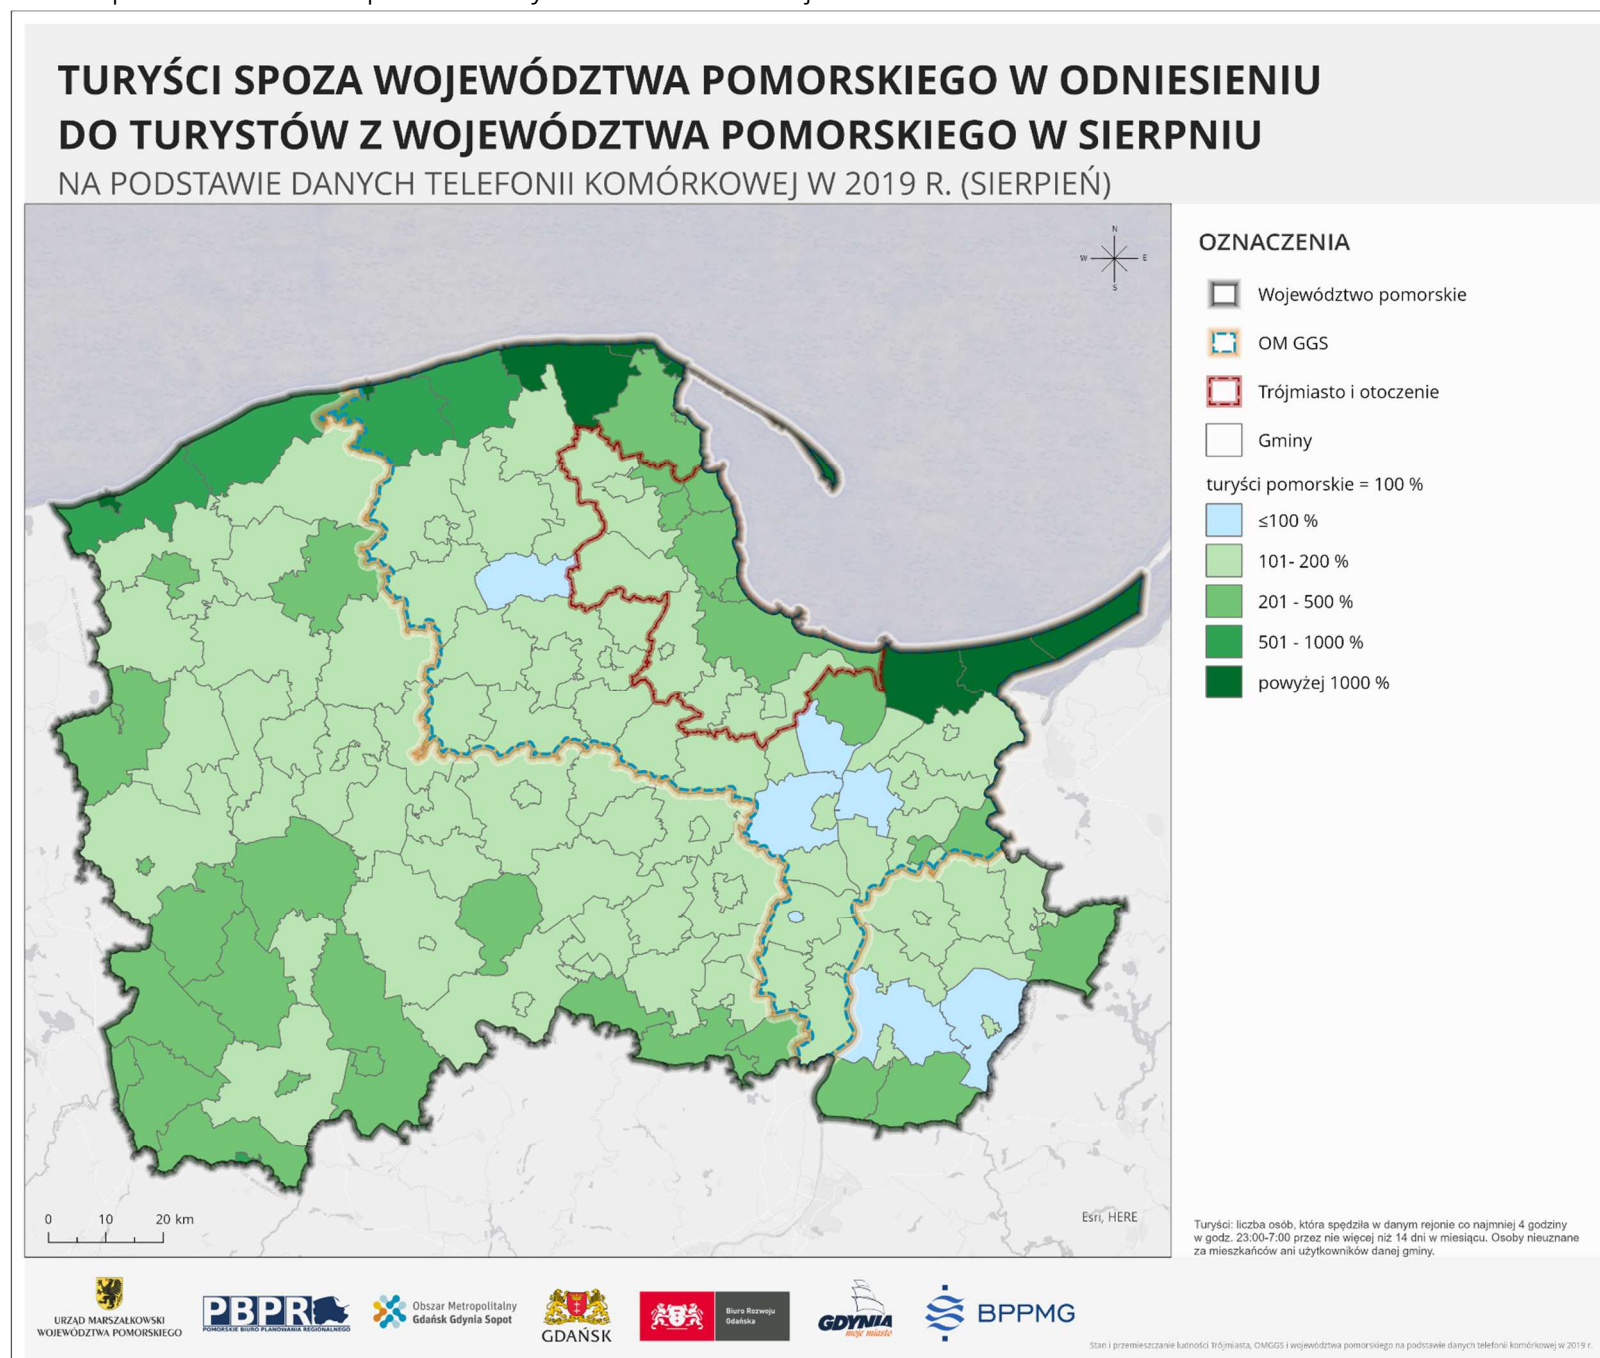 TURYŚCI SPOZA WOJEWÓDZTWA POMORSKIEGO W ODNIESIENIU
DO TURYSTÓW Z WOJEWÓDZTWA POMORSKIEGO W SIERPNIU
NA PODSTAWIE DANYCH TELEFONII KOMÓRKOWEJ W 2019 R. (SIERPIEŃ)
N
W
E
S
OZNACZENIA
Województwo pomorskie
OM GGS
Trójmiasto i otoczenie
Gminy
turyści pomorskie = 100 %
≤100 %
101- 200 %
201 - 500 %
501 - 1000 %
powyżej 1000 %
0 10 20 km
Esri, HERE
Turyści: liczba osób, która spędziła w danym rejonie co najmniej 4 godziny
w godz. 23:00-7:00 przez nie więcej niż 14 dni w miesiącu. Osoby nieuznane
za mieszkańców ani użytkowników danej gminy.
URZĄD MARSZAŁKOWSKI
WOJEWÓDZTWA POMORSKIEGO
PBPR
POMORSKIE BIURO PLANOWANIA REGIONALNEGO
Obszar Metropolitalny
Gdańsk Gdynia Sopot
GDAŃSK
Biuro Rozwoju
Gdańska
GDYNIA
moje miasto
BPPMG
Stan i przemieszczanie ludności Trójmiasta, OMGGS i województwa pomorskiego na podstawie danych telefonii komórkowej w 2019 r.